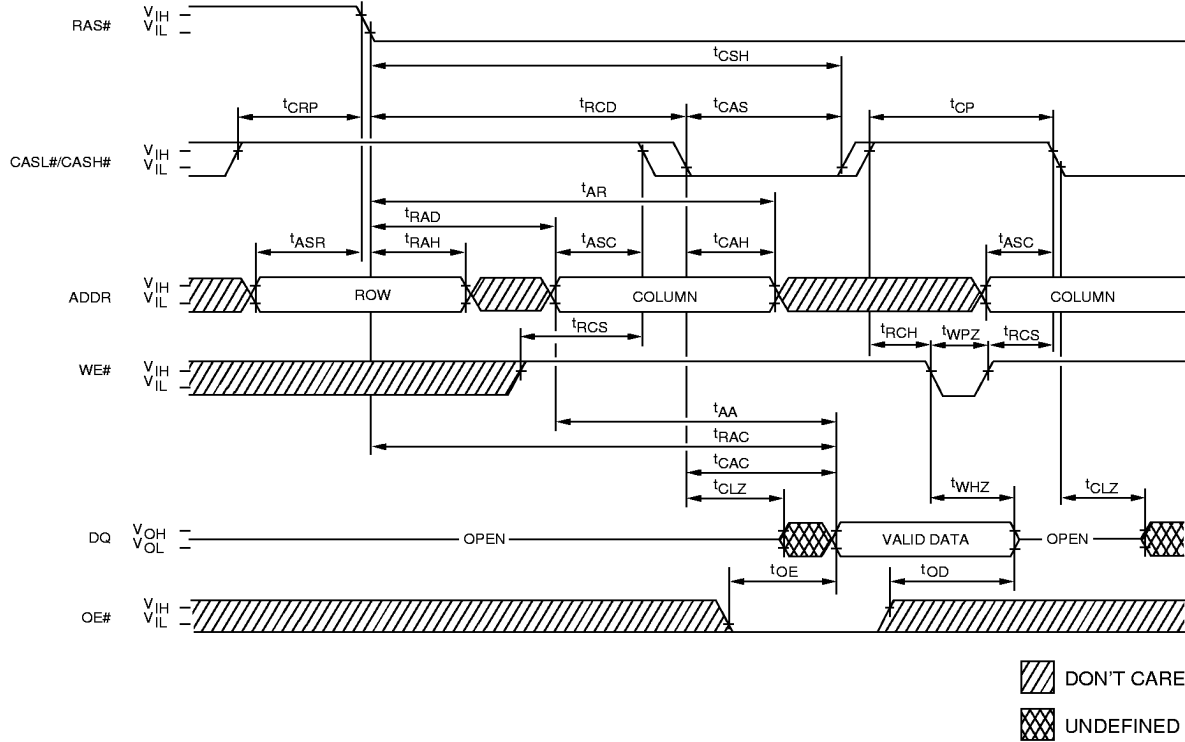 RAS# VIH
VIL
tCSH
tCRP tRCD tCAS tCP
CASL#/CASH# VIH
VIL
tAR
tRAD
tASR tRAH tASC tCAH tASC
ADDR VIH
VIL
ROW COLUMN COLUMN
tRCS tRCH tWPZ tRCS
WE# VIH
VIL
tAA
tRAC
tCAC
tCLZ tWHZ tCLZ
DQ VOH
VOL
OPEN VALID DATA OPEN
tOE tOD
OE# VIH
VIL
DON'T CARE
UNDEFINED